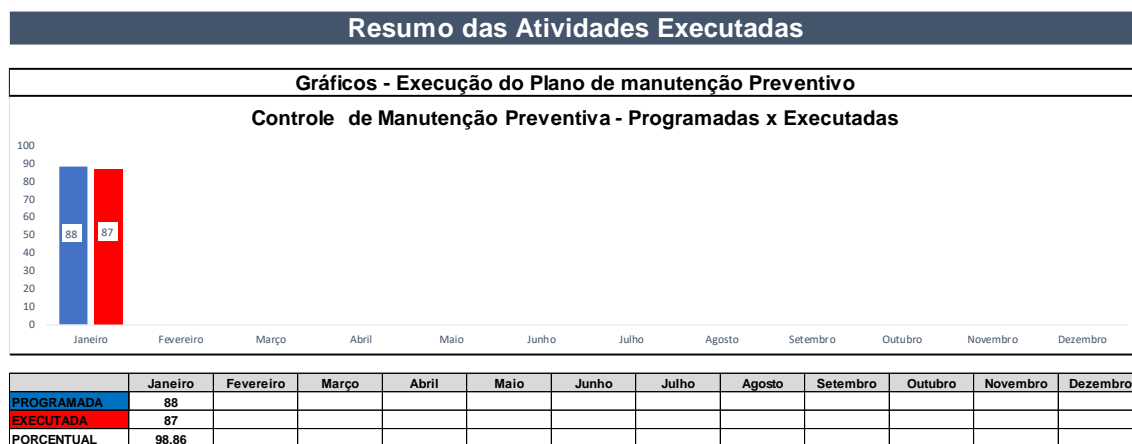 Resumo das Atividades Executadas
Gráficos - Execução do Plano de manutenção Preventivo
Controle de Manutenção Preventiva - Programadas x Executadas
100
90
80
70
60
50
40
30
20
10
0
88 87
Janeiro Fevereiro Março Abril Maio Junho Julho Agosto Setembro Outubro Novembro Dezembro
Janeiro Fevereiro Março Abril Maio Junho Julho Agosto Setembro Outubro Novembro Dezembro
PROGRAMADA 88
EXECUTADA 87
PORCENTUAL 98.86